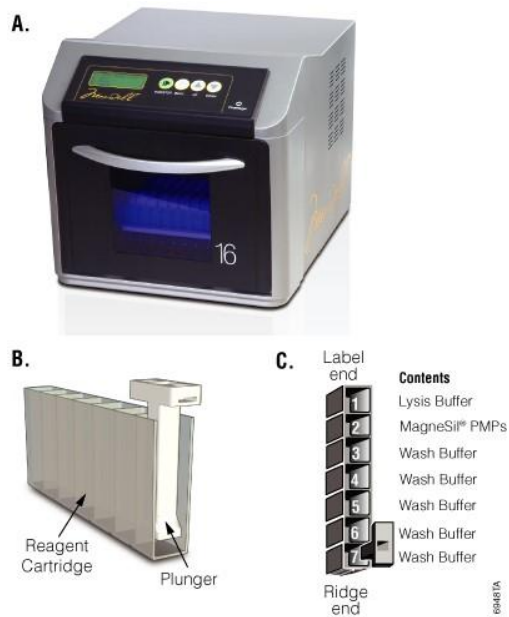 A.
Maxwell
16
B.
Reagent
Cartridge
Plunger
C.
Label
end
Contents
1 Lysis Buffer
2 MagneSil® PMPs
3 Wash Buffer
4 Wash Buffer
5 Wash Buffer
6 Wash Buffer
7 Wash Buffer
Ridge
end
6948TA